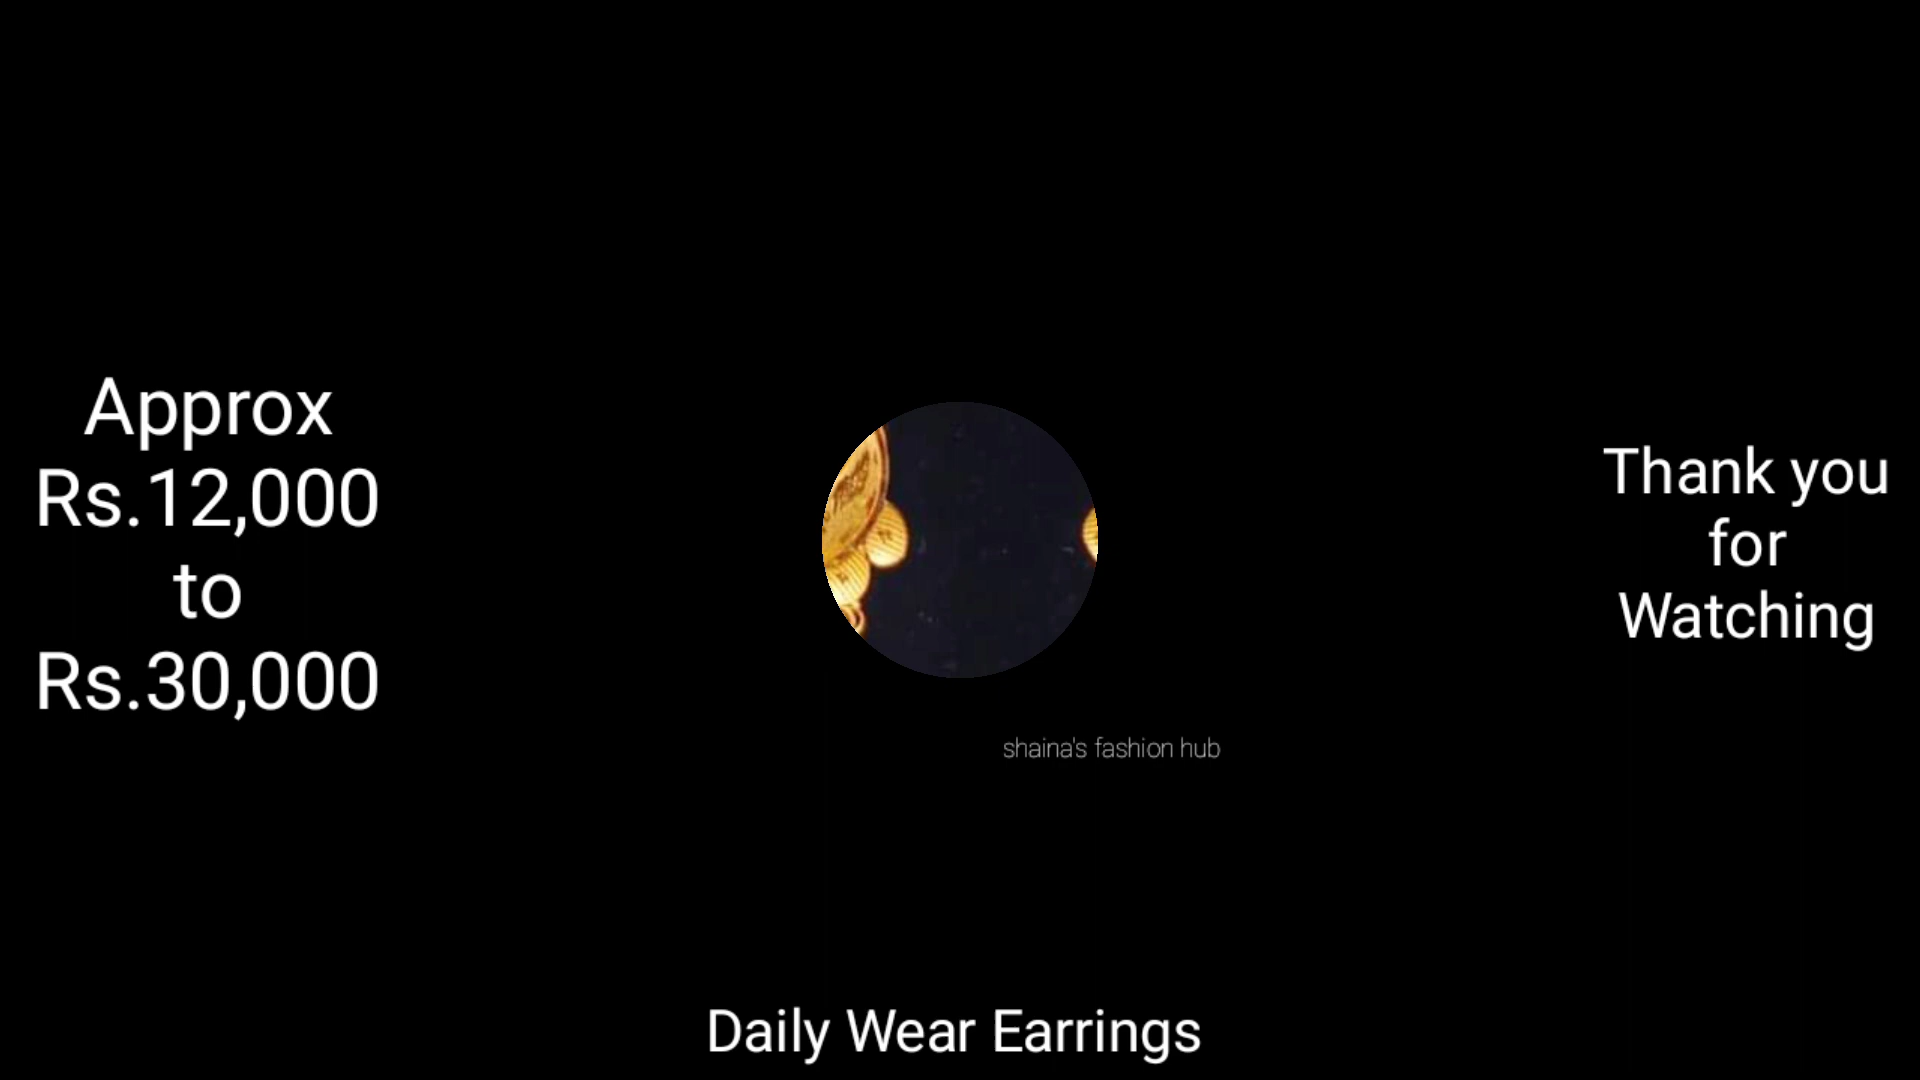 Approx
Rs.12,000
to
Rs.30,000
Thank you
for
Watching
shaina's fashion hub
Daily Wear Earrings